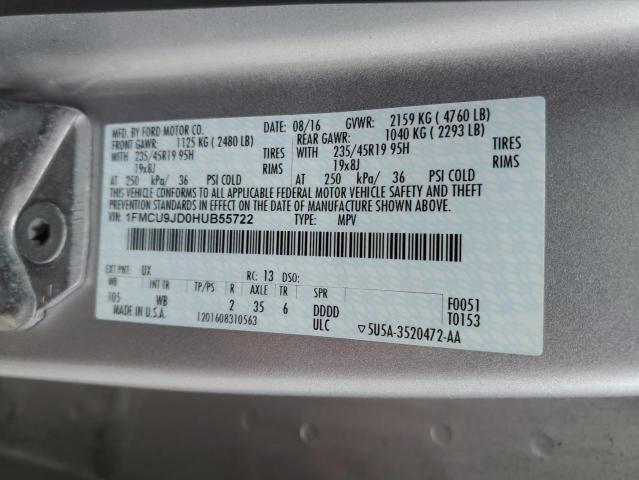 MFD. BY FORD MOTOR CO. DATE: 08/16 GVWR: 2159 KG ( 4760 LB)
FRONT GAWR: 1125 KG ( 2480 LB) REAR GAWR: 1040 KG ( 2293 LB)
WITH 235/45R19 95H TIRES WITH 235/45R19 95H TIRES
19x8J RIMS 19x8J RIMS
AT 250 kPa/ 36 PSI COLD AT 250 kPa/ 36 PSI COLD
THIS VEHICLE CONFORMS TO ALL APPLICABLE FEDERAL MOTOR VEHICLE SAFETY AND THEFT
PREVENTION STANDARDS IN EFFECT ON THE DATE OF MANUFACTURE SHOWN ABOVE.
VIN: 1FMCU9JD0HUB55722 TYPE: MPV
EXT PNT: UX RC: 13 DSO:
WB INT TR TP/PS R AXLE TR SPR F0051
105 WB 2 35 6 DDDD T0153
MADE IN U.S.A. 1201608310563 ULC ▽5U5A-3520472-AA